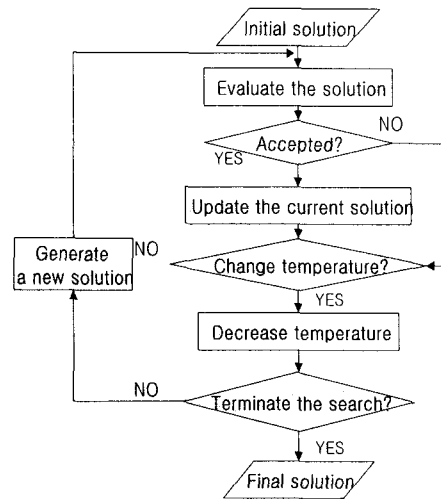 Initial solution
Evaluate the solution
Accepted?
NO
YES
Update the current solution
Generate
a new solution
NO
Change temperature?
YES
Decrease temperature
NO
Terminate the search?
YES
Final solution